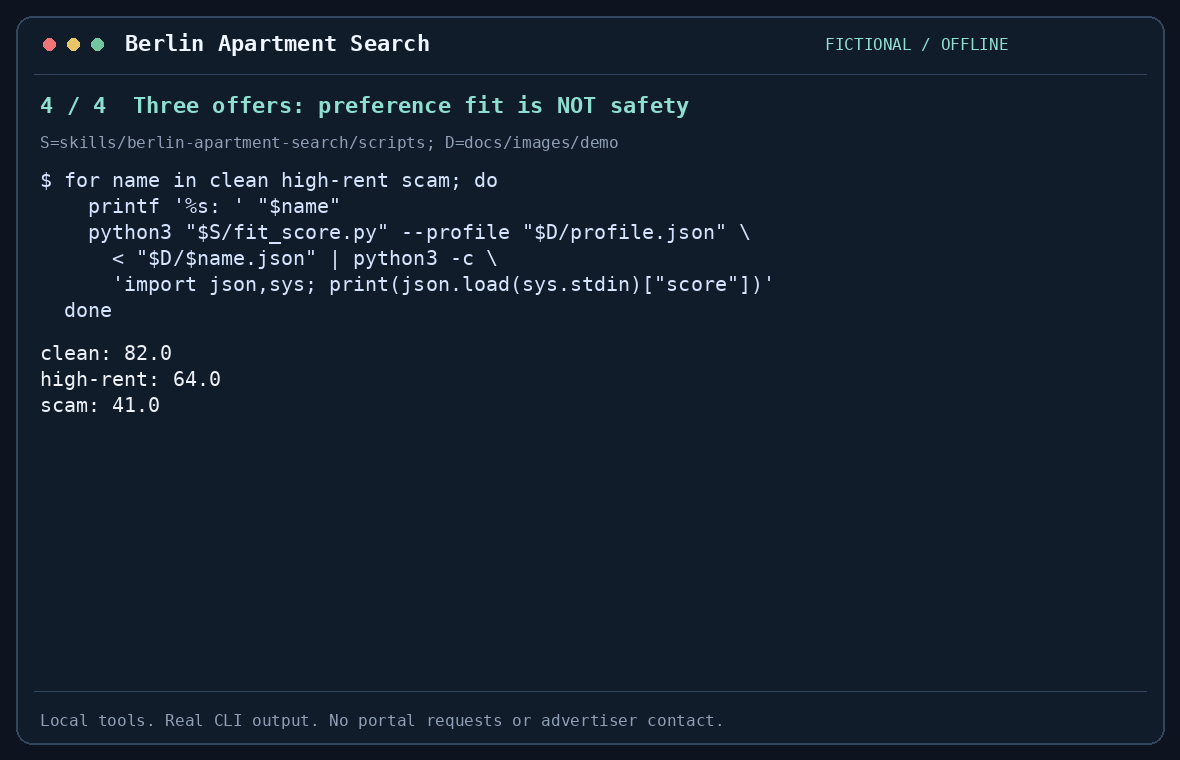 Berlin Apartment Search
FICTIONAL / OFFLINE
4 / 4  Three offers: preference fit is NOT safety
S=skills/berlin-apartment-search/scripts; D=docs/images/demo
$ for name in clean high-rent scam; do
    printf '%s: ' "$name"
    python3 "$S/fit_score.py" --profile "$D/profile.json" \
      < "$D/$name.json" | python3 -c \
      'import json,sys; print(json.load(sys.stdin)["score"])'
  done
clean: 82.0
high-rent: 64.0
scam: 41.0
Local tools. Real CLI output. No portal requests or advertiser contact.